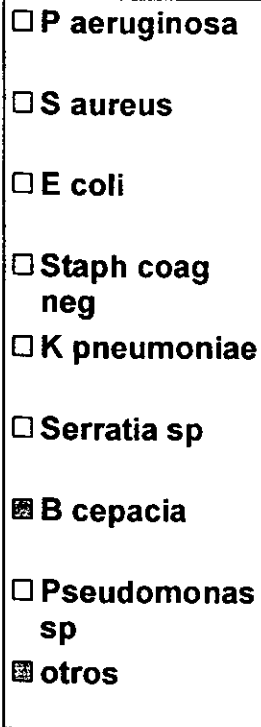 P aeruginosa
S aureus
E coli
Staph coag
neg
K pneumoniae
Serratia sp
B cepacia
Pseudomonas
sp
otros